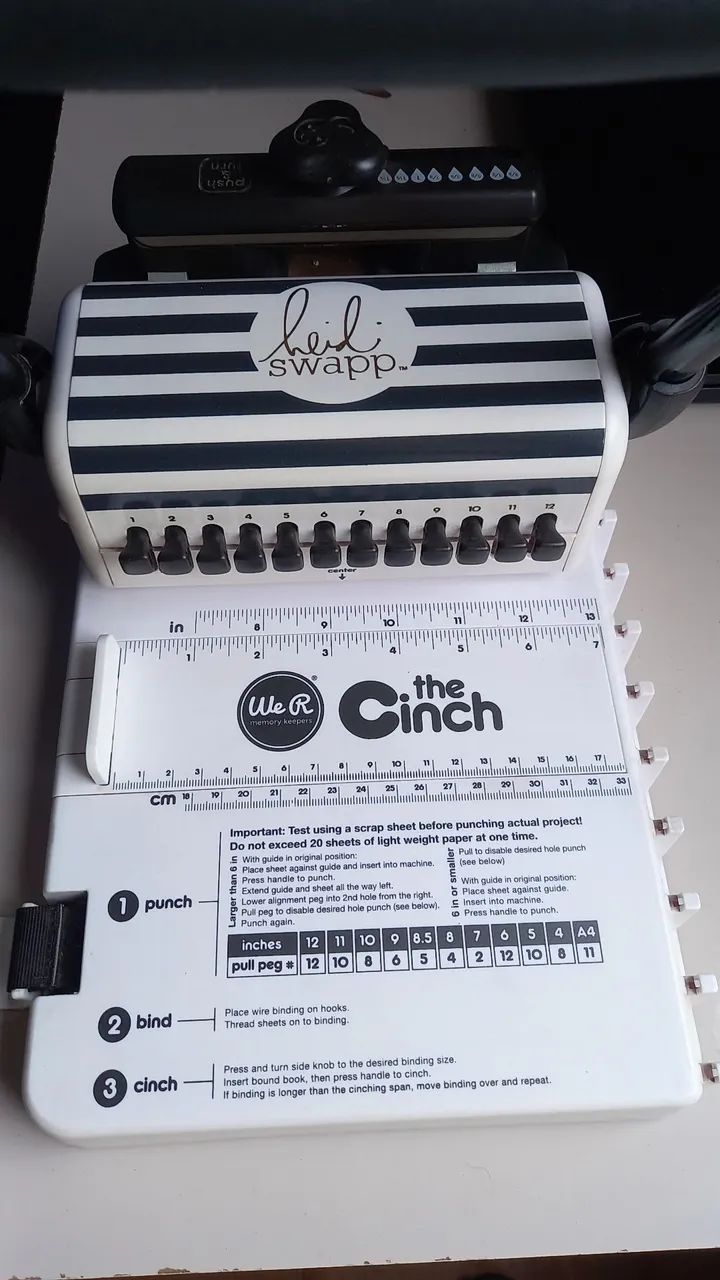 push
&
turn
heidi
swapp™
1 2 3 4 5 6 7 8 9 10 11 12
center
in 8 9 10 11 12 13
1 2 3 4 5 6 7
We R®
memory keepers
the
Cinch
1 2 3 4 5 6 7 8 9 10 11 12 13 14 15 16 17
cm 18 19 20 21 22 23 24 25 26 27 28 29 30 31 32 33
Important: Test using a scrap sheet before punching actual project!
Do not exceed 20 sheets of light weight paper at one time.
1 punch
Larger than 6 in
With guide in original position:
Place sheet against guide and insert into machine.
Press handle to punch.
Extend guide and sheet all the way left.
Lower alignment peg into 2nd hole from the right.
Pull peg to disable desired hole punch (see below).
Punch again.
6 in or smaller
Pull to disable desired hole punch
(see below)
With guide in original position:
Place sheet against guide.
Insert into machine.
Press handle to punch.
inches 12 11 10 9 8.5 8 7 6 5 4 A4
pull peg # 12 10 8 6 5 4 2 12 10 8 11
2 bind
Place wire binding on hooks.
Thread sheets on to binding.
3 cinch
Press and turn side knob to the desired binding size.
Insert bound book, then press handle to cinch.
If binding is longer than the cinching span, move binding over and repeat.